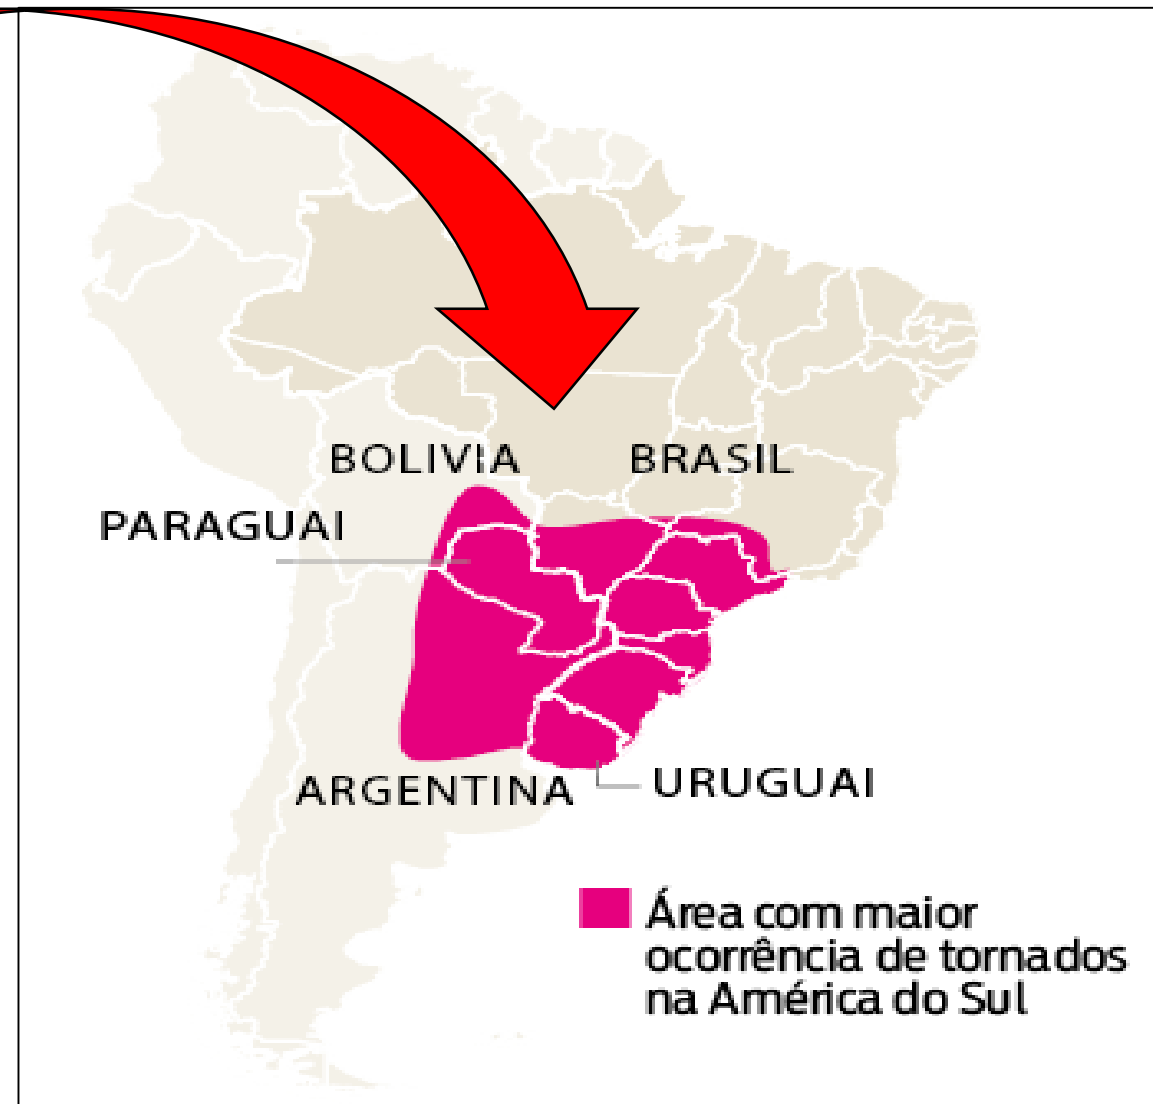 BOLIVIA
BRASIL
PARAGUAI
ARGENTINA
URUGUAI
Área com maior
ocorrência de tornados
na América do Sul